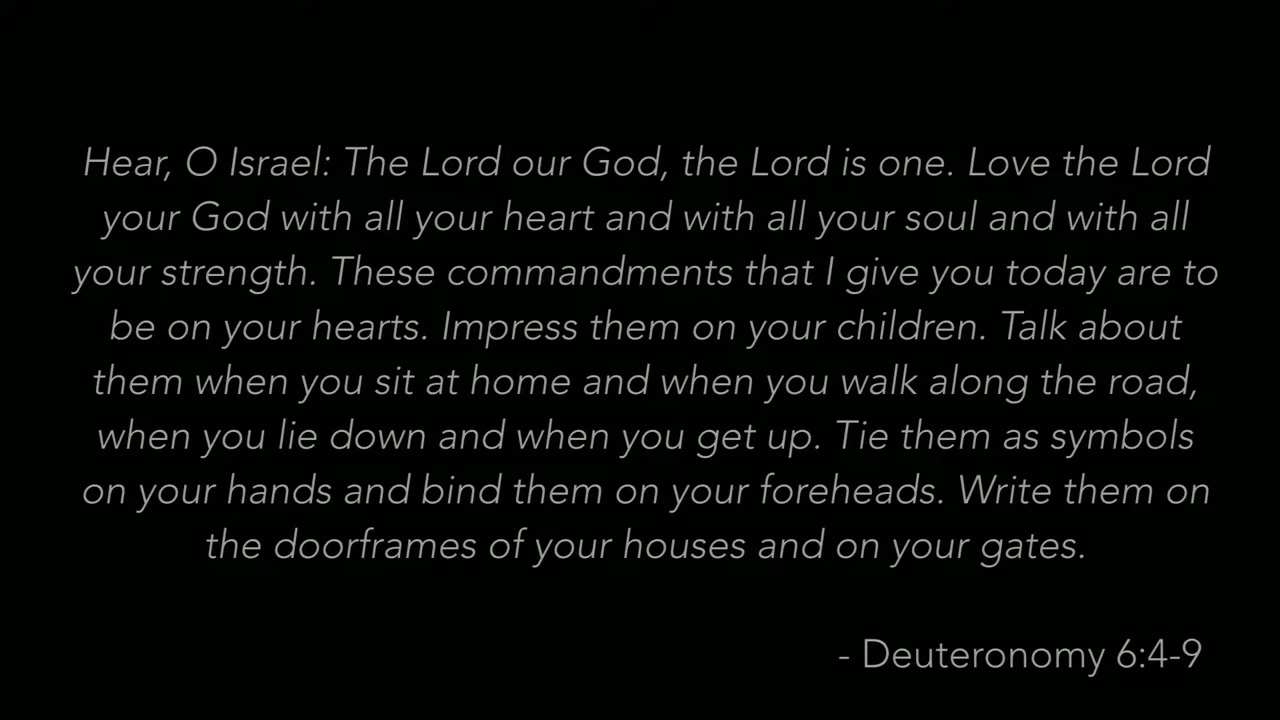 Hear, O Israel: The Lord our God, the Lord is one. Love the Lord
your God with all your heart and with all your soul and with all
your strength. These commandments that I give you today are to
be on your hearts. Impress them on your children. Talk about
them when you sit at home and when you walk along the road,
when you lie down and when you get up. Tie them as symbols
on your hands and bind them on your foreheads. Write them on
the doorframes of your houses and on your gates.
- Deuteronomy 6:4-9